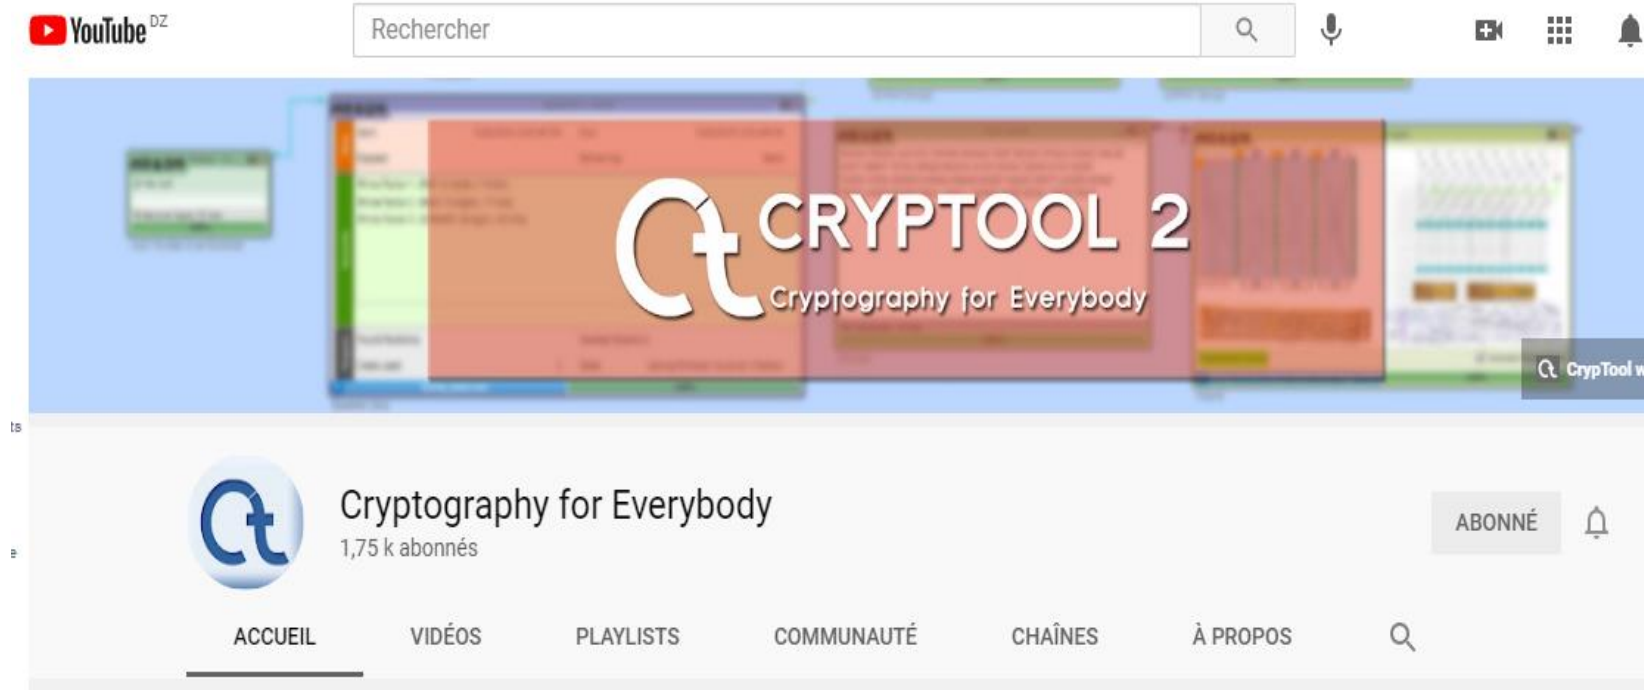 YouTube DZ
Rechercher
CRYPTOOL 2
Cryptography for Everybody
CrypTool w
ts
e
Cryptography for Everybody
1,75 k abonnés
ABONNÉ
ACCUEIL VIDÉOS PLAYLISTS COMMUNAUTÉ CHAÎNES À PROPOS